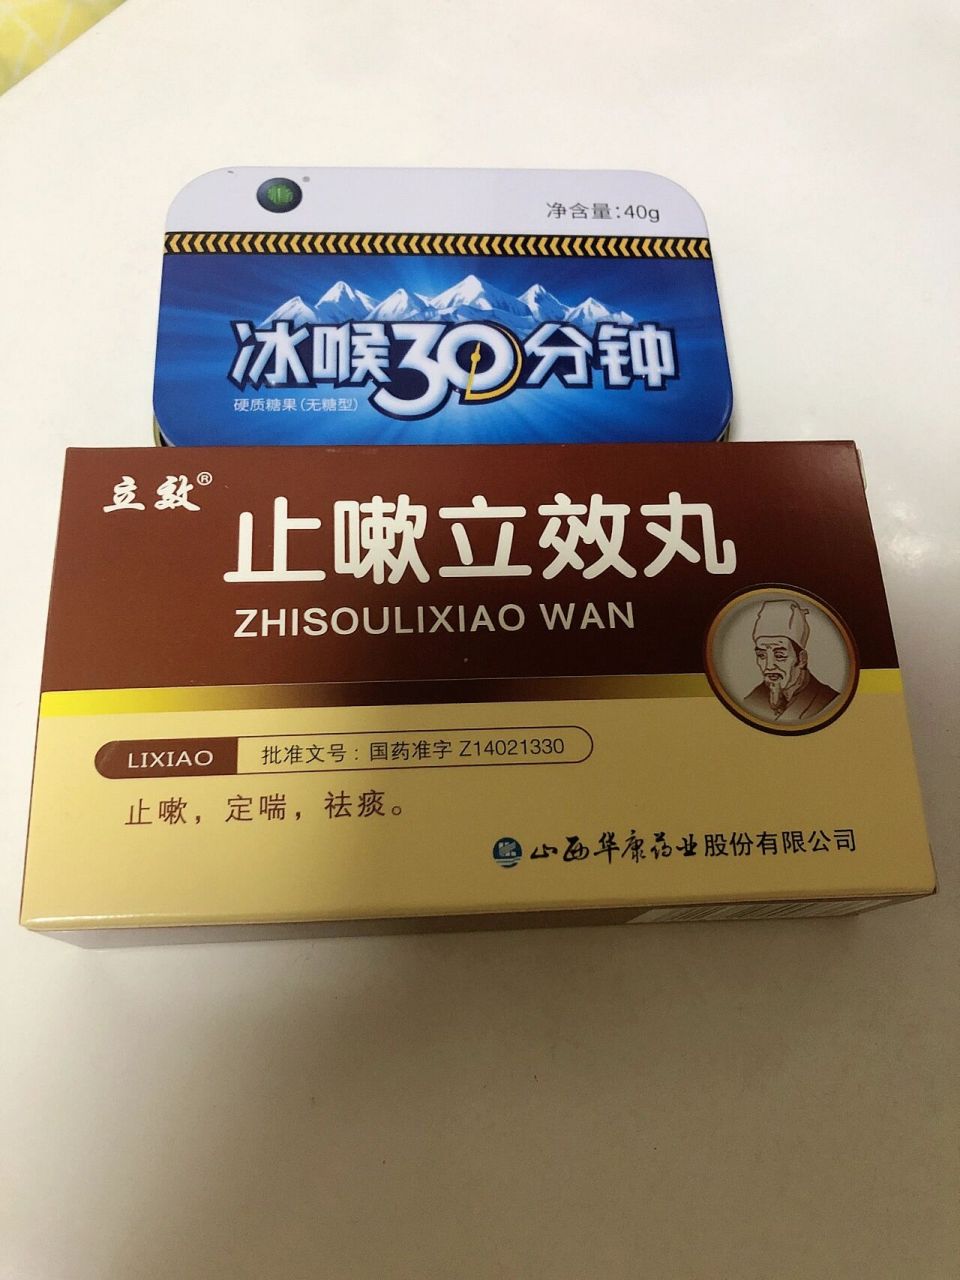 净含量:40g
冰喉30分钟
硬质糖果(无糖型)
立效®
止嗽立效丸
ZHISOULIXIAO WAN
LIXIAO 批准文号:国药准字 Z14021330
止嗽,定喘,祛痰。
山西华康药业股份有限公司